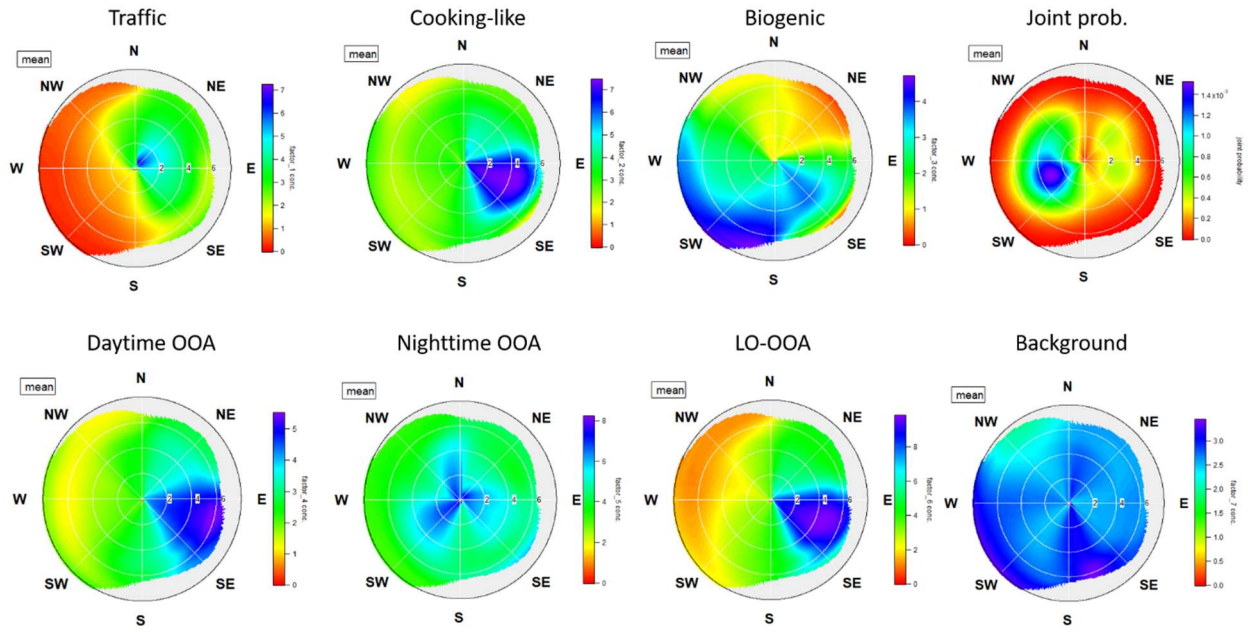 Traffic
mean
N
NW
NE
W
E
SW
SE
S
2
4
6
7
6
5
4
3
2
1
0
factor_1 conc.
Cooking-like
mean
N
NW
NE
W
E
SW
SE
S
2
4
6
7
6
5
4
3
2
1
0
factor_2 conc.
Biogenic
mean
N
NW
NE
W
E
SW
SE
S
2
4
6
4
3
2
1
0
factor_3 conc.
Joint prob.
mean
N
NW
NE
W
E
SW
SE
S
2
4
6
1.2
1.0
0.8
0.6
0.4
0.2
0.0
joint probability
Daytime OOA
mean
N
NW
NE
W
E
SW
SE
S
2
4
6
5
4
3
2
1
0
factor_4 conc.
Nighttime OOA
mean
N
NW
NE
W
E
SW
SE
S
2
4
6
8
6
4
2
0
factor_5 conc.
LO-OOA
mean
N
NW
NE
W
E
SW
SE
S
2
4
6
8
6
4
2
0
factor_6 conc.
Background
mean
N
NW
NE
W
E
SW
SE
S
2
4
6
3.0
2.5
2.0
1.5
1.0
0.5
0.0
factor_7 conc.